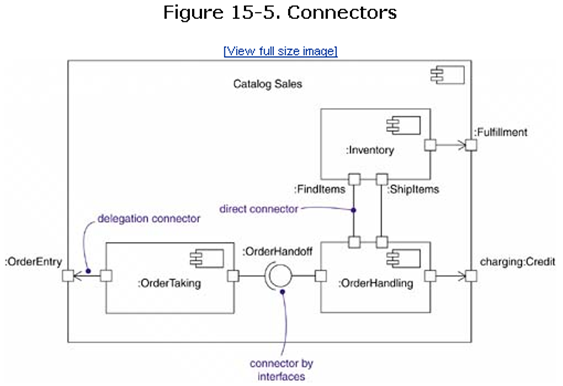 Figure 15-5. Connectors
[View full size image]
Catalog Sales
:Fulfillment
:Inventory
:FindItems
:ShipItems
direct connector
delegation connector
:OrderEntry
:OrderHandoff
charging:Credit
:OrderTaking
:OrderHandling
connector by
interfaces